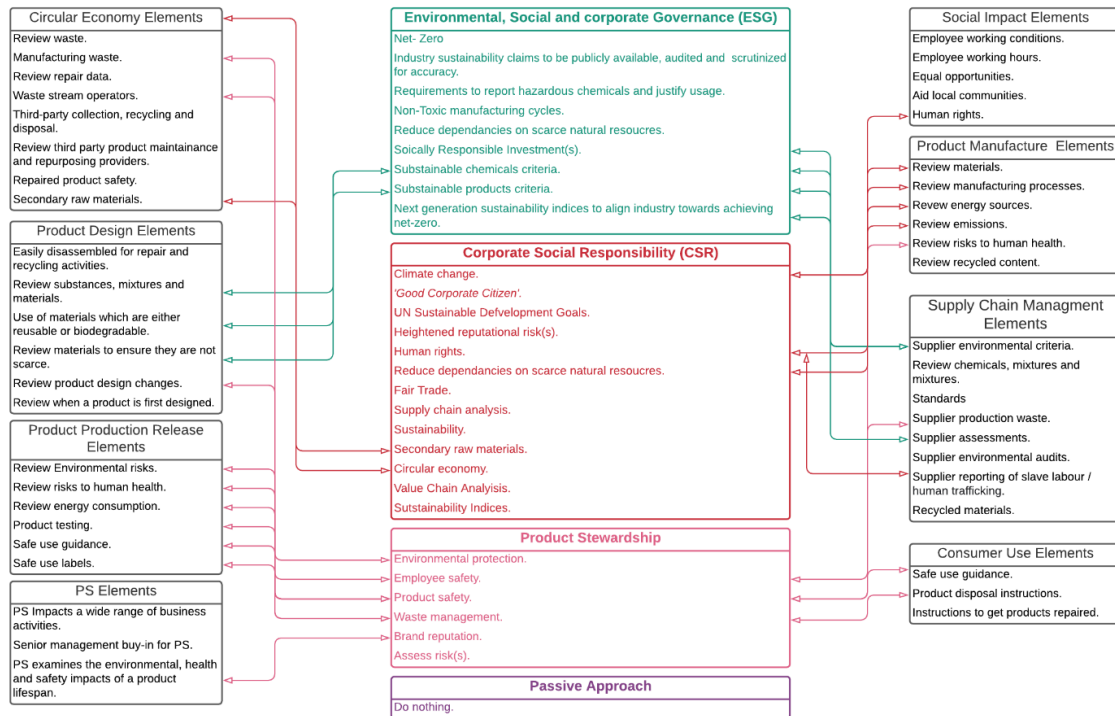 Circular Economy Elements
Review waste.
Manufacturing waste.
Review repair data.
Waste stream operators.
Third-party collection, recycling and
disposal.
Review third party product maintainance
and repurposing providers.
Repaired product safety.
Secondary raw materials.
Product Design Elements
Easily disassembled for repair and
recycling activities.
Review substances, mixtures and
materials.
Use of materials which are either
reusable or biodegradable.
Review materials to ensure they are not
scarce.
Review product design changes.
Review when a product is first designed.
Product Production Release
Elements
Review Environmental risks.
Review risks to human health.
Review energy consumption.
Product testing.
Safe use guidance.
Safe use labels.
PS Elements
PS Impacts a wide range of business
activities.
Senior management buy-in for PS.
PS examines the environmental, health
and safety impacts of a product
lifespan.
Environmental, Social and corporate Governance (ESG)
Net- Zero
Industry sustainability claims to be publicly available, audited and scrutinized
for accuracy.
Requirements to report hazardous chemicals and justify usage.
Non-Toxic manufacturing cycles.
Reduce dependancies on scarce natural resoucres.
Soically Responsible Investment(s).
Substainable chemicals criteria.
Substainable products criteria.
Next generation sustainability indices to align industry towards achieving
net-zero.
Corporate Social Responsibility (CSR)
Climate change.
'Good Corporate Citizen'.
UN Sustainable Defvelopment Goals.
Heightened reputational risk(s).
Human rights.
Reduce dependancies on scarce natural resoucres.
Fair Trade.
Supply chain analysis.
Sustainability.
Secondary raw materials.
Circular economy.
Value Chain Analyisis.
Sutstainability Indices.
Product Stewardship
Environmental protection.
Employee safety.
Product safety.
Waste management.
Brand reputation.
Assess risk(s).
Passive Approach
Do nothing.
Social Impact Elements
Employee working conditions.
Employee working hours.
Equal opportunities.
Aid local communities.
Human rights.
Product Manufacture Elements
Review materials.
Review manufacturing processes.
Revew energy sources.
Review emissions.
Review risks to human health.
Review recycled content.
Supply Chain Managment
Elements
Supplier environmental criteria.
Review chemicals, mixtures and
mixtures.
Standards
Supplier production waste.
Supplier assessments.
Supplier environmental audits.
Supplier reporting of slave labour /
human trafficking.
Recycled materials.
Consumer Use Elements
Safe use guidance.
Product disposal instructions.
Instructions to get products repaired.